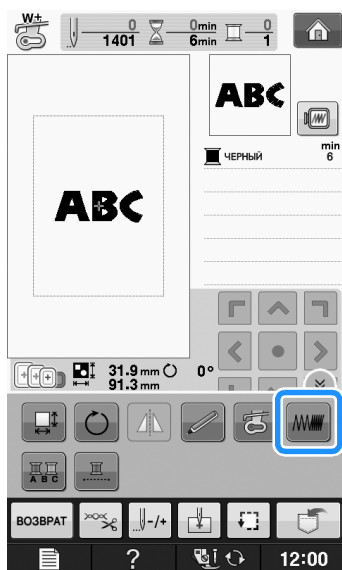 W+
0 0min 0
1401 6min 1
ABC
min
ЧЕРНЫЙ 6
ABC
31.9 mm 0°
91.3 mm
A B C
ВОЗВРАТ -/+
? 12:00